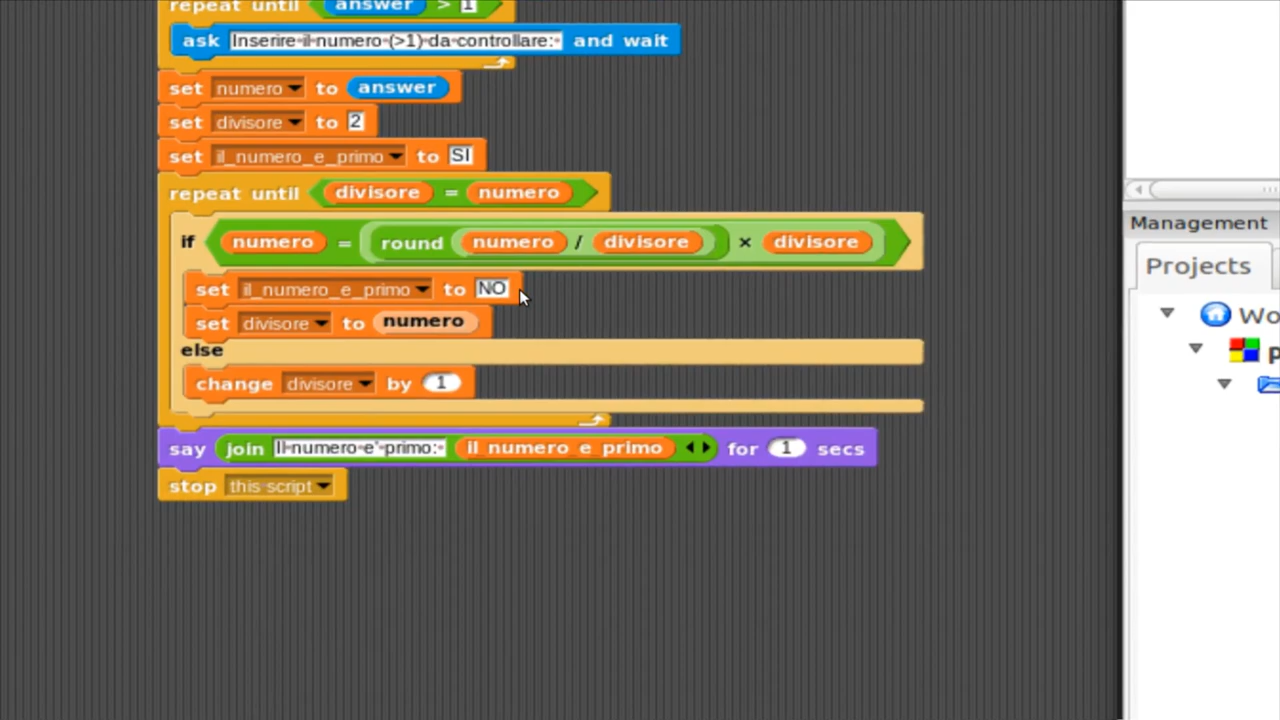 repeat until answer > 1
ask Inserire il numero (>1) da controllare: and wait
set numero to answer
set divisore to 2
set il_numero_e_primo to SI
repeat until divisore = numero
if numero = round numero / divisore × divisore
set il_numero_e_primo to NO
set divisore to numero
else
change divisore by 1
say join Il numero e' primo: il numero e primo for 1 secs
stop this script
Management
Projects